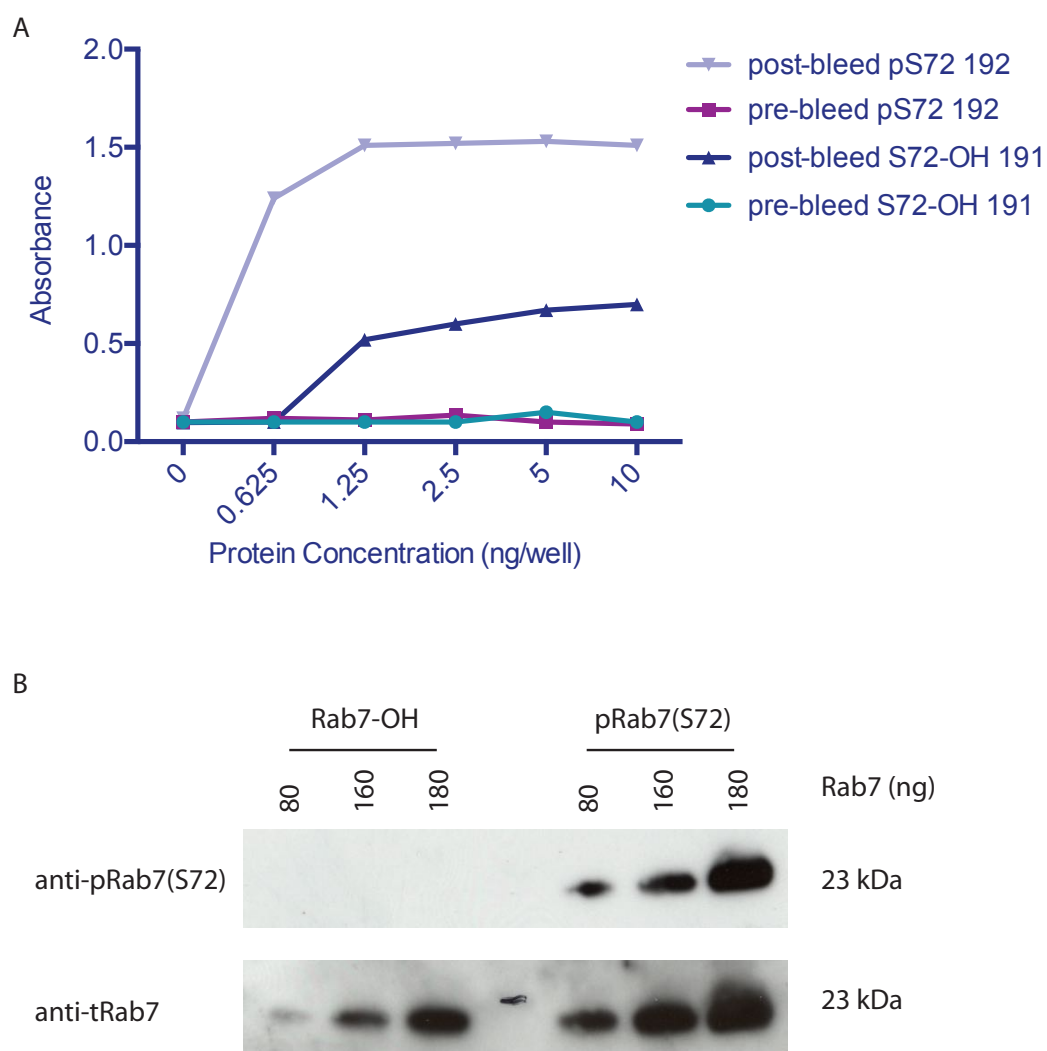 A
2.0
1.5
1.0
0.5
0.0
Absorbance
0
0.625
1.25
2.5
5
10
Protein Concentration (ng/well)
post-bleed pS72 192
pre-bleed pS72 192
post-bleed S72-OH 191
pre-bleed S72-OH 191
B
Rab7-OH
pRab7(S72)
80
160
180
80
160
180
Rab7 (ng)
anti-pRab7(S72)
23 kDa
anti-tRab7
23 kDa